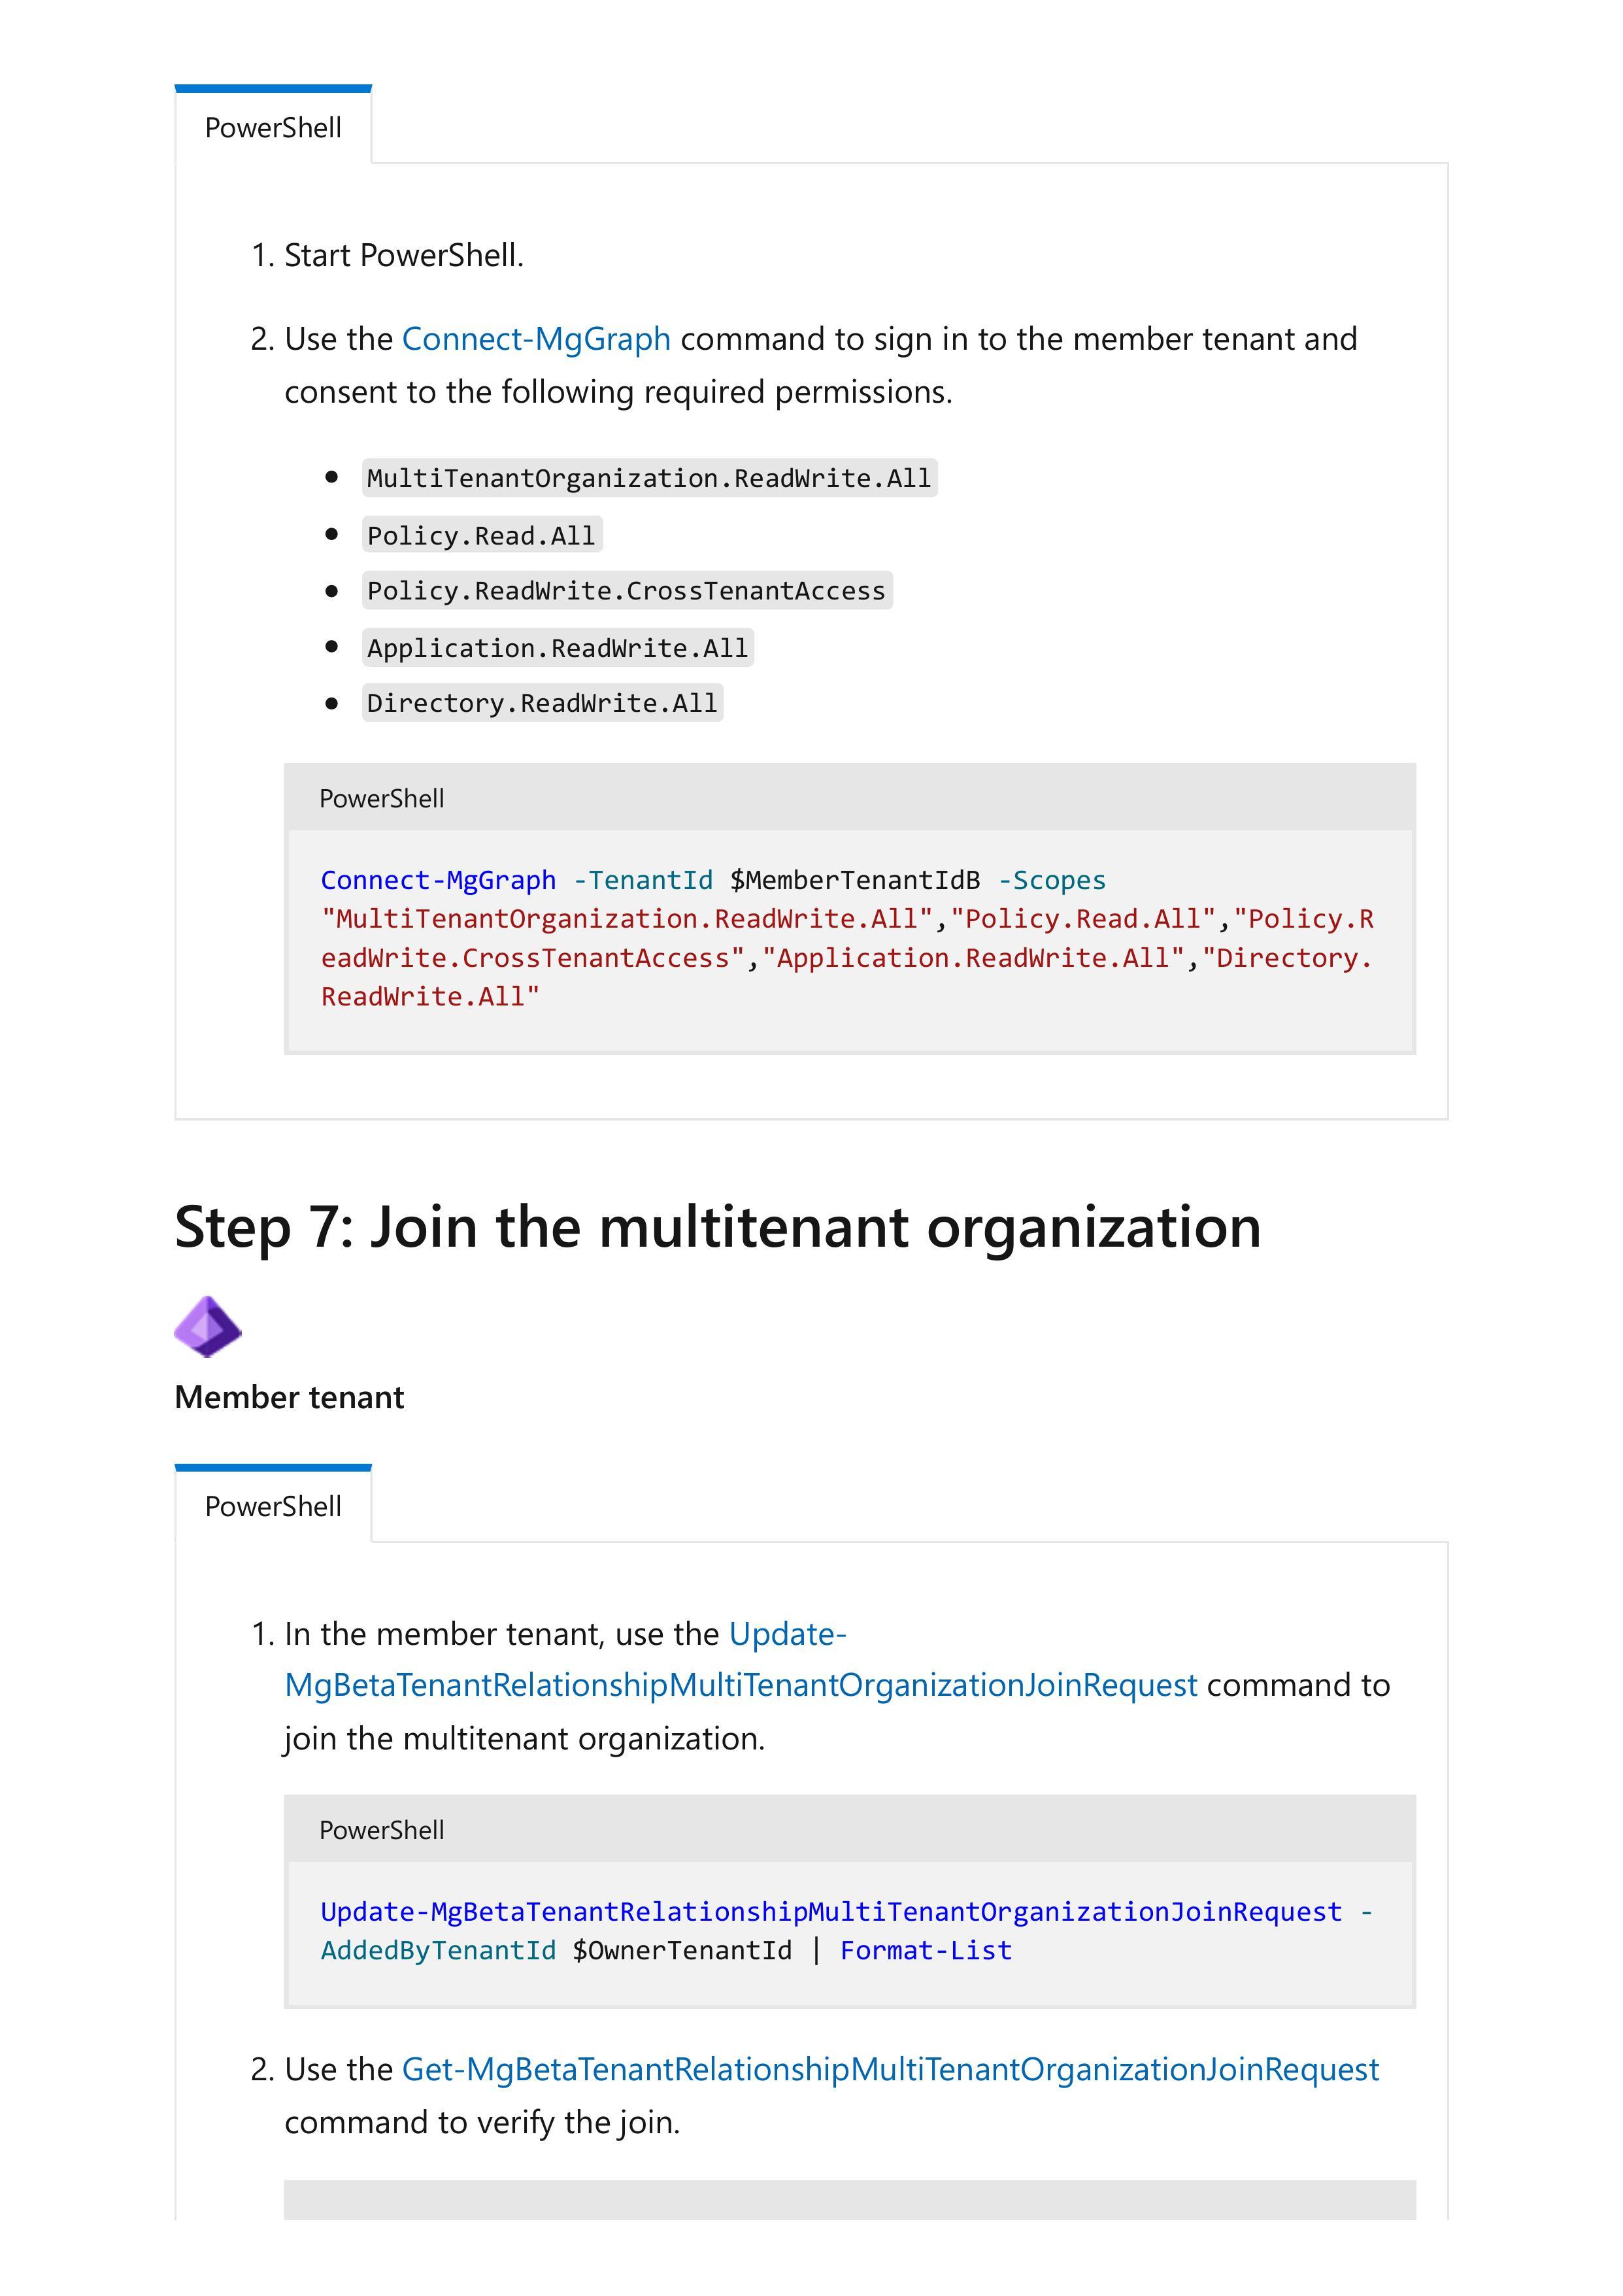 PowerShell
1. Start PowerShell.
2. Use the Connect-MgGraph command to sign in to the member tenant and
consent to the following required permissions.
• MultiTenantOrganization.ReadWrite.All
• Policy.Read.All
• Policy.ReadWrite.CrossTenantAccess
• Application.ReadWrite.All
• Directory.ReadWrite.All
PowerShell
Connect-MgGraph -TenantId $MemberTenantIdB -Scopes
"MultiTenantOrganization.ReadWrite.All","Policy.Read.All","Policy.R
eadWrite.CrossTenantAccess","Application.ReadWrite.All","Directory.
ReadWrite.All"
Step 7: Join the multitenant organization
Member tenant
PowerShell
1. In the member tenant, use the Update-
MgBetaTenantRelationshipMultiTenantOrganizationJoinRequest command to
join the multitenant organization.
PowerShell
Update-MgBetaTenantRelationshipMultiTenantOrganizationJoinRequest -
AddedByTenantId $OwnerTenantId | Format-List
2. Use the Get-MgBetaTenantRelationshipMultiTenantOrganizationJoinRequest
command to verify the join.